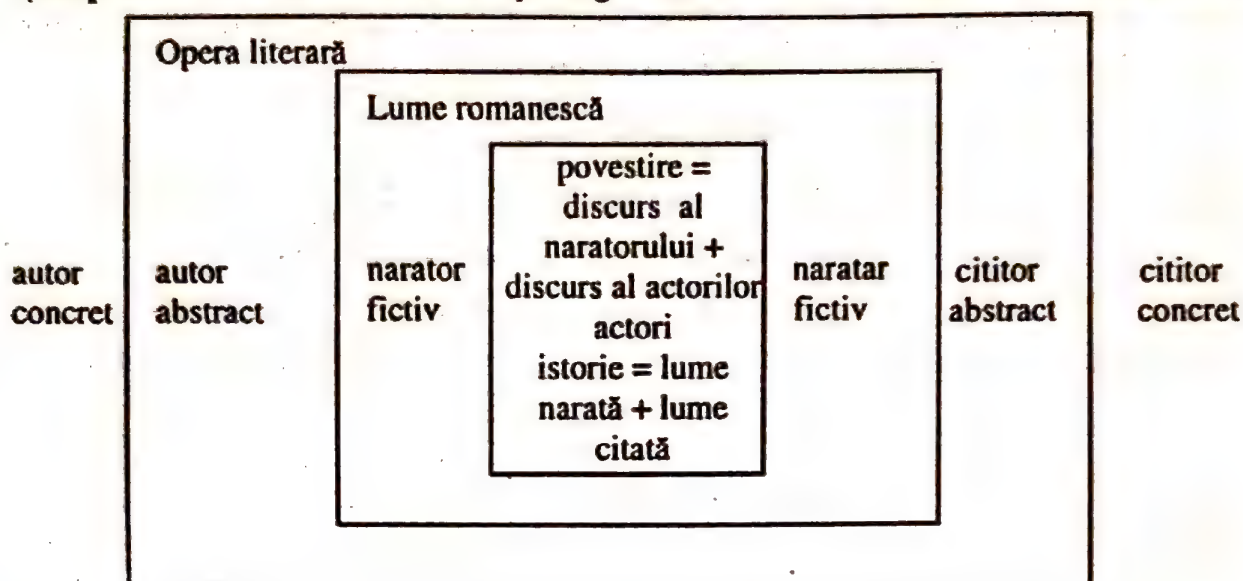 Opera literară
Lume romanescă
povestire =
discurs al
naratorului +
discurs al actorilor
actori
istorie = lume
narată + lume
citată
autor
concret
autor
abstract
narator
fictiv
naratar
fictiv
cititor
abstract
cititor
concret